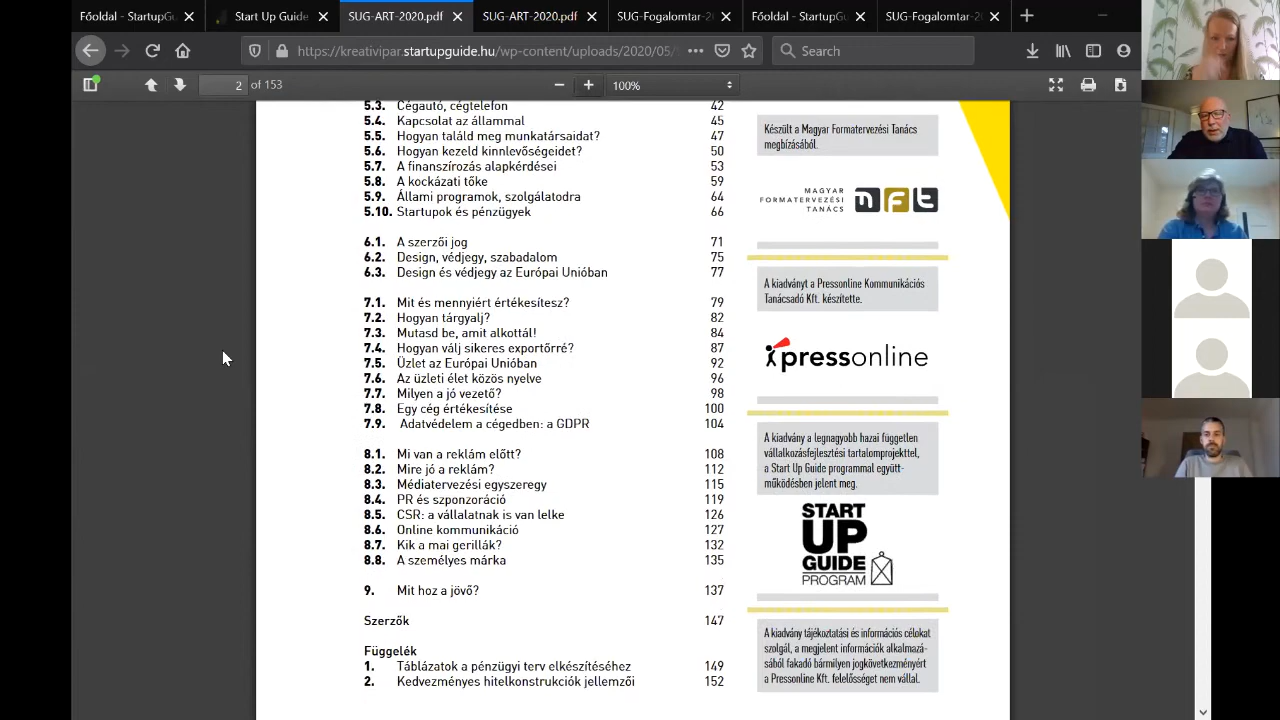 Főoldal - StartupGu
Start Up Guide
SUG-ART-2020.pdf
SUG-ART-2020.pdf
SUG-Fogalomtar-2
Főoldal - StartupGu
SUG-Fogalomtar-2
https://kreativipar.startupguide.hu/wp-content/uploads/2020/05/
Search
2 of 153
100%
5.3. Cégautó, cégtelefon 42
5.4. Kapcsolat az állammal 45
5.5. Hogyan találd meg munkatársaidat? 47
5.6. Hogyan kezeld kinnlevőségeidet? 50
5.7. A finanszírozás alapkérdései 53
5.8. A kockázati tőke 59
5.9. Állami programok, szolgálatodra 64
5.10. Startupok és pénzügyek 66
6.1. A szerzői jog 71
6.2. Design, védjegy, szabadalom 75
6.3. Design és védjegy az Európai Unióban 77
7.1. Mit és mennyiért értékesítesz? 79
7.2. Hogyan tárgyalj? 82
7.3. Mutasd be, amit alkottál! 84
7.4. Hogyan válj sikeres exportőrré? 87
7.5. Üzlet az Európai Unióban 92
7.6. Az üzleti élet közös nyelve 96
7.7. Milyen a jó vezető? 98
7.8. Egy cég értékesítése 100
7.9. Adatvédelem a cégedben: a GDPR 104
8.1. Mi van a reklám előtt? 108
8.2. Mire jó a reklám? 112
8.3. Médiatervezési egyszeregy 115
8.4. PR és szponzoráció 119
8.5. CSR: a vállalatnak is van lelke 126
8.6. Online kommunikáció 127
8.7. Kik a mai gerillák? 132
8.8. A személyes márka 135
9. Mit hoz a jövő? 137
Szerzők 147
Függelék
1. Táblázatok a pénzügyi terv elkészítéséhez 149
2. Kedvezményes hitelkonstrukciók jellemzői 152
Készült a Magyar Formatervezési Tanács
megbízásából.
MAGYAR
FORMATERVEZÉSI
TANÁCS
mft
A kiadványt a Pressonline Kommunikációs
Tanácsadó Kft. készítette.
pressonline
A kiadvány a legnagyobb hazai független
vállalkozásfejlesztési tartalomprojekttel,
a Start Up Guide programmal együtt-
működésben jelent meg.
START
UP
GUIDE
PROGRAM
A kiadvány tájékoztatási és információs célokat
szolgál, a megjelent információk alkalmazá-
sából fakadó bármilyen jogkövetkezményért
a Pressonline Kft. felelősséget nem vállal.